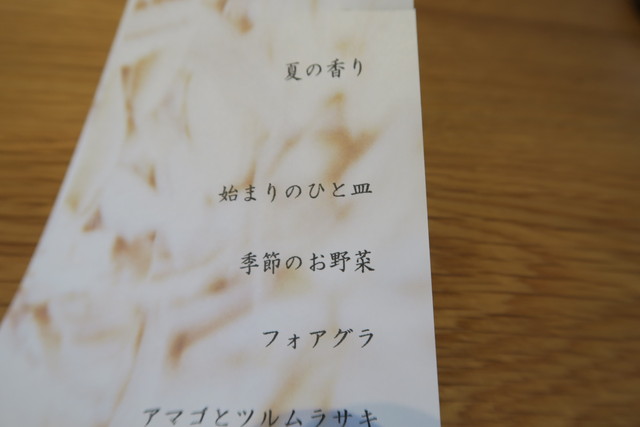 夏の香り
始まりのひと皿
季節のお野菜
フォアグラ
アマゴとツルムラサキ